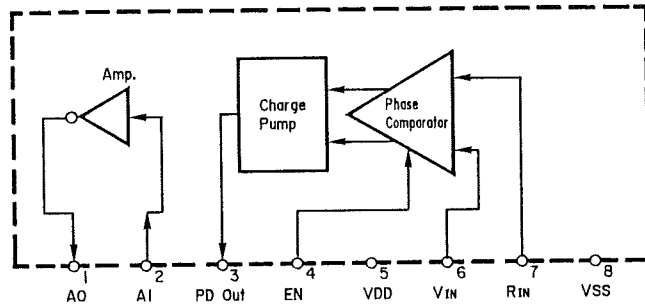 Amp.
Charge
Pump
Phase
Comparator
1 2 3 4 5 6 7 8
AO AI PD Out EN VDD VIN RIN VSS